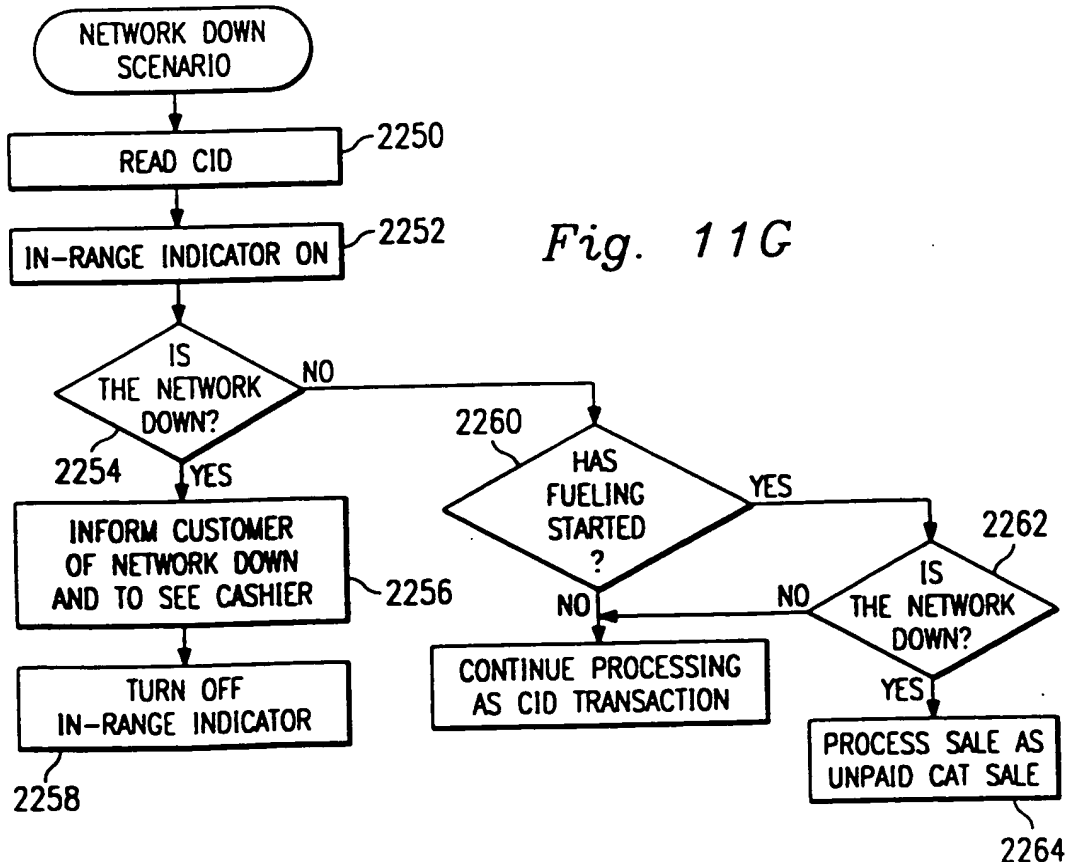 NETWORK DOWN
SCENARIO
READ CID
2250
IN-RANGE INDICATOR ON
2252
Fig. 11G
IS
THE NETWORK
DOWN?
NO
2254
YES
INFORM CUSTOMER
OF NETWORK DOWN
AND TO SEE CASHIER
2256
TURN OFF
IN-RANGE INDICATOR
2258
2260
HAS
FUELING
STARTED
?
YES
NO
CONTINUE PROCESSING
AS CID TRANSACTION
2262
IS
THE NETWORK
DOWN?
NO
YES
PROCESS SALE AS
UNPAID CAT SALE
2264